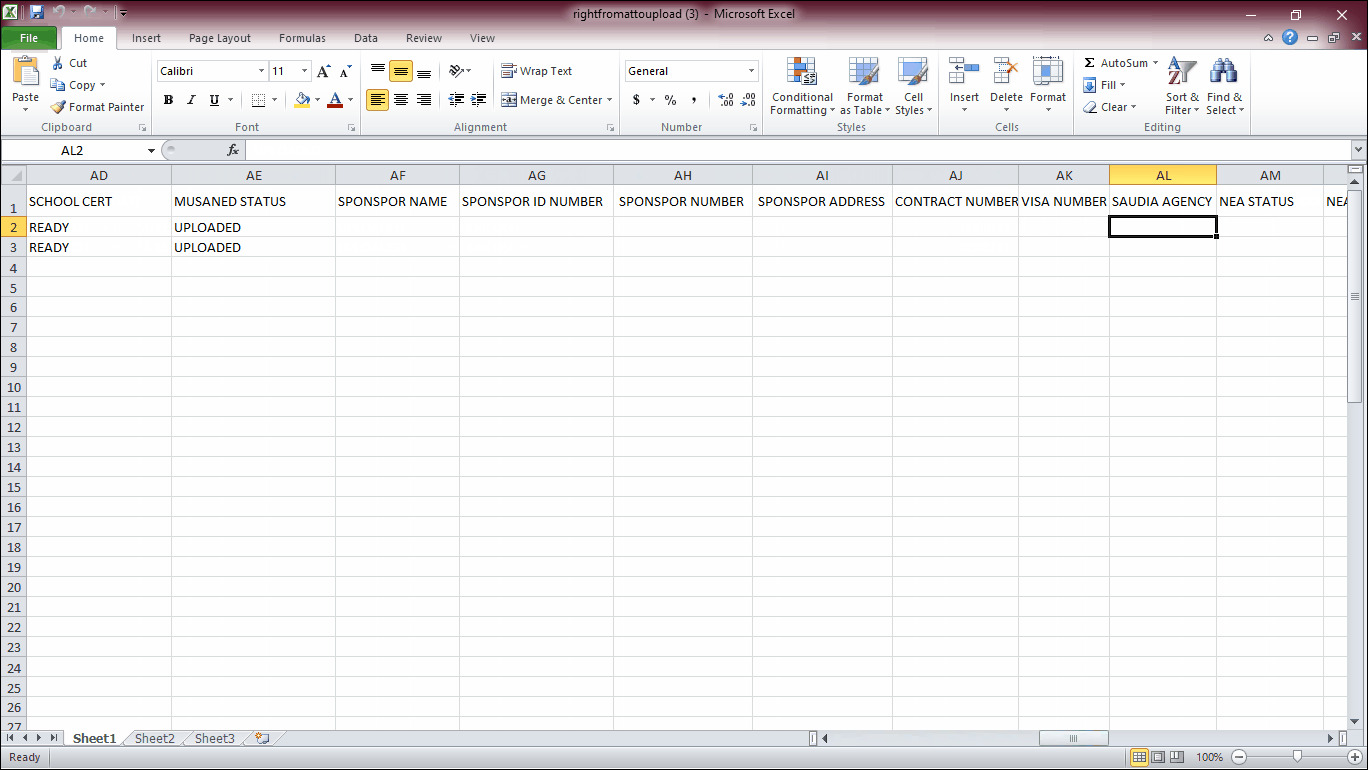 rightfromattoupload (3) - Microsoft Excel
File Home Insert Page Layout Formulas Data Review View
Paste
Cut
Copy
Format Painter
Clipboard
Calibri 11 A A
B I U A
Font
Wrap Text
Merge & Center
Alignment
General
$ % ,
Number
Conditional Formatting
Format as Table
Cell Styles
Styles
Insert Delete Format
Cells
AutoSum
Fill
Clear
Sort & Filter
Find & Select
Editing
AL2 fx
AD AE AF AG AH AI AJ AK AL AM
1 SCHOOL CERT MUSANED STATUS SPONSPOR NAME SPONSPOR ID NUMBER SPONSPOR NUMBER SPONSPOR ADDRESS CONTRACT NUMBER VISA NUMBER SAUDIA AGENCY NEA STATUS NEA
2 READY UPLOADED
3 READY UPLOADED
4
5
6
7
8
9
10
11
12
13
14
15
16
17
18
19
20
21
22
23
24
25
26
27
Sheet1 Sheet2 Sheet3
Ready 100%